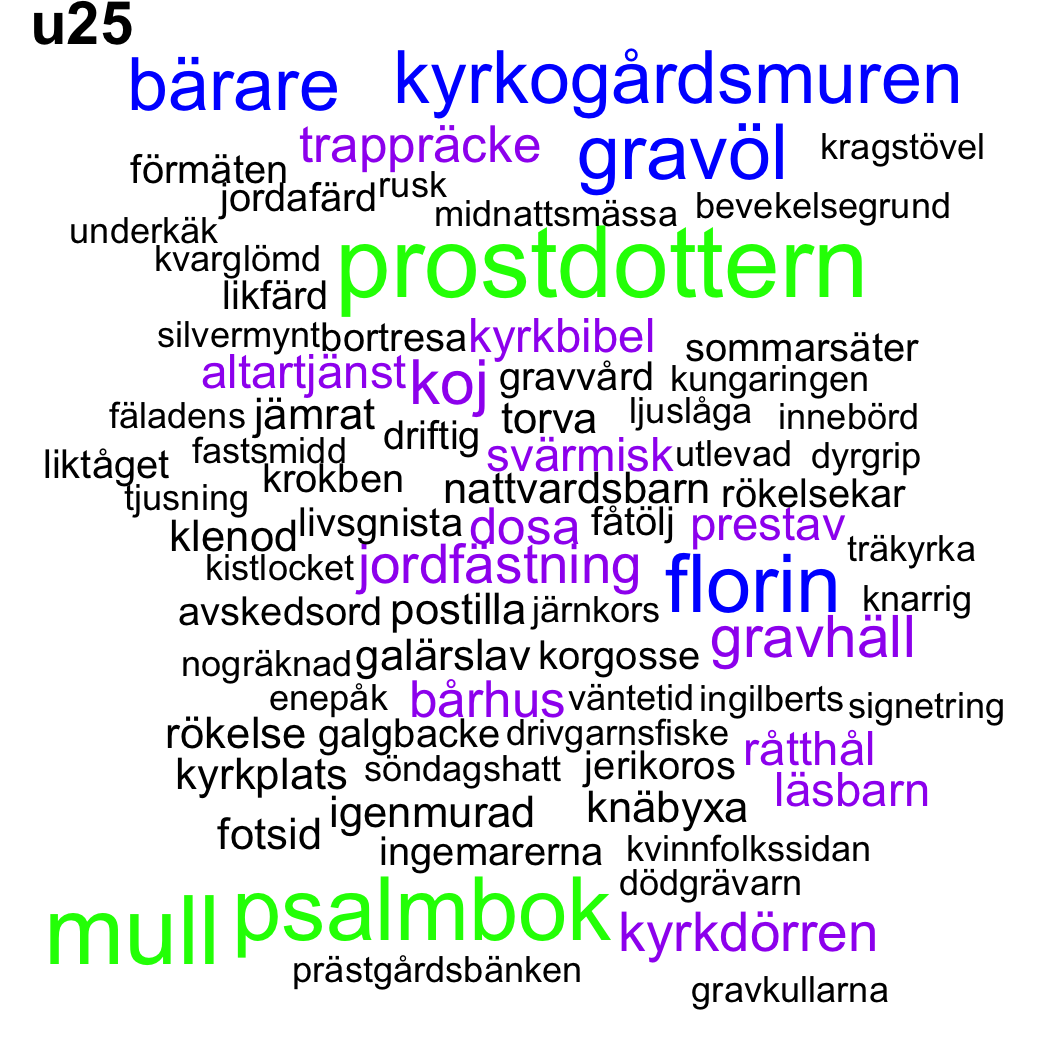 u25
bärare kyrkogårdsmuren
trappräcke gravöl kragstövel
förmäten
jordafärd rusk
midnattsmässa bevekelsegrund
underkäk
kvarglömd prostdottern
likfärd
silvermynt bortresa kyrkbibel sommarsäter
altartjänst koj gravvård kungaringen
fäladens jämrat torva ljuslåga innebörd
driftig
liktåget fastsmidd svärmisk utlevad dyrgrip
tjusning krokben nattvardsbarn rökelsekar
klenod livsgnista dosa fåtölj prestav
kistlocket jordfästning träkyrka
avskedsord postilla järnkors florin knarrig
gravhäll
nogräknad galärslav korgosse
enepåk bårhus väntetid ingilberts signetring
rökelse galgbacke drivgarnsfiske råtthål
kyrkplats söndagshatt jerikoros
läsbarn
igenmurad knäbyxa
fotsid
ingemarerna kvinnfolkssidan
dödgrävarn
mull psalmbok kyrkdörren
prästgårdsbänken
gravkullarna